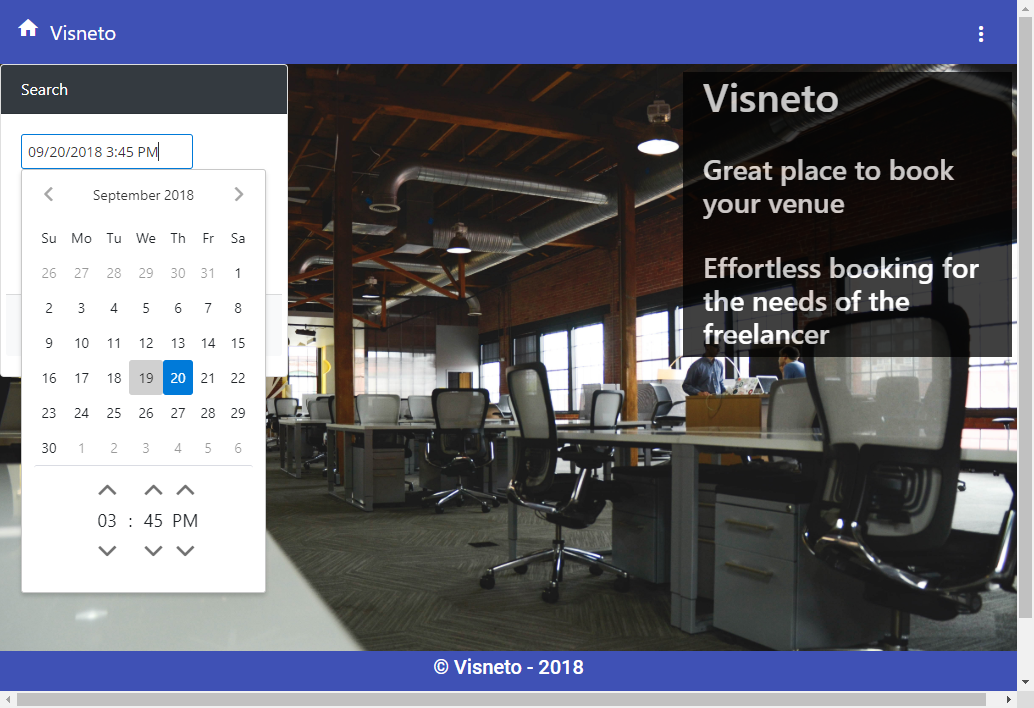 Visneto
Search
09/20/2018 3:45 PM
September 2018
Su Mo Tu We Th Fr Sa
26 27 28 29 30 31 1
2 3 4 5 6 7 8
9 10 11 12 13 14 15
16 17 18 19 20 21 22
23 24 25 26 27 28 29
30 1 2 3 4 5 6
03 : 45 PM
Visneto
Great place to book
your venue
Effortless booking for
the needs of the
freelancer
© Visneto - 2018